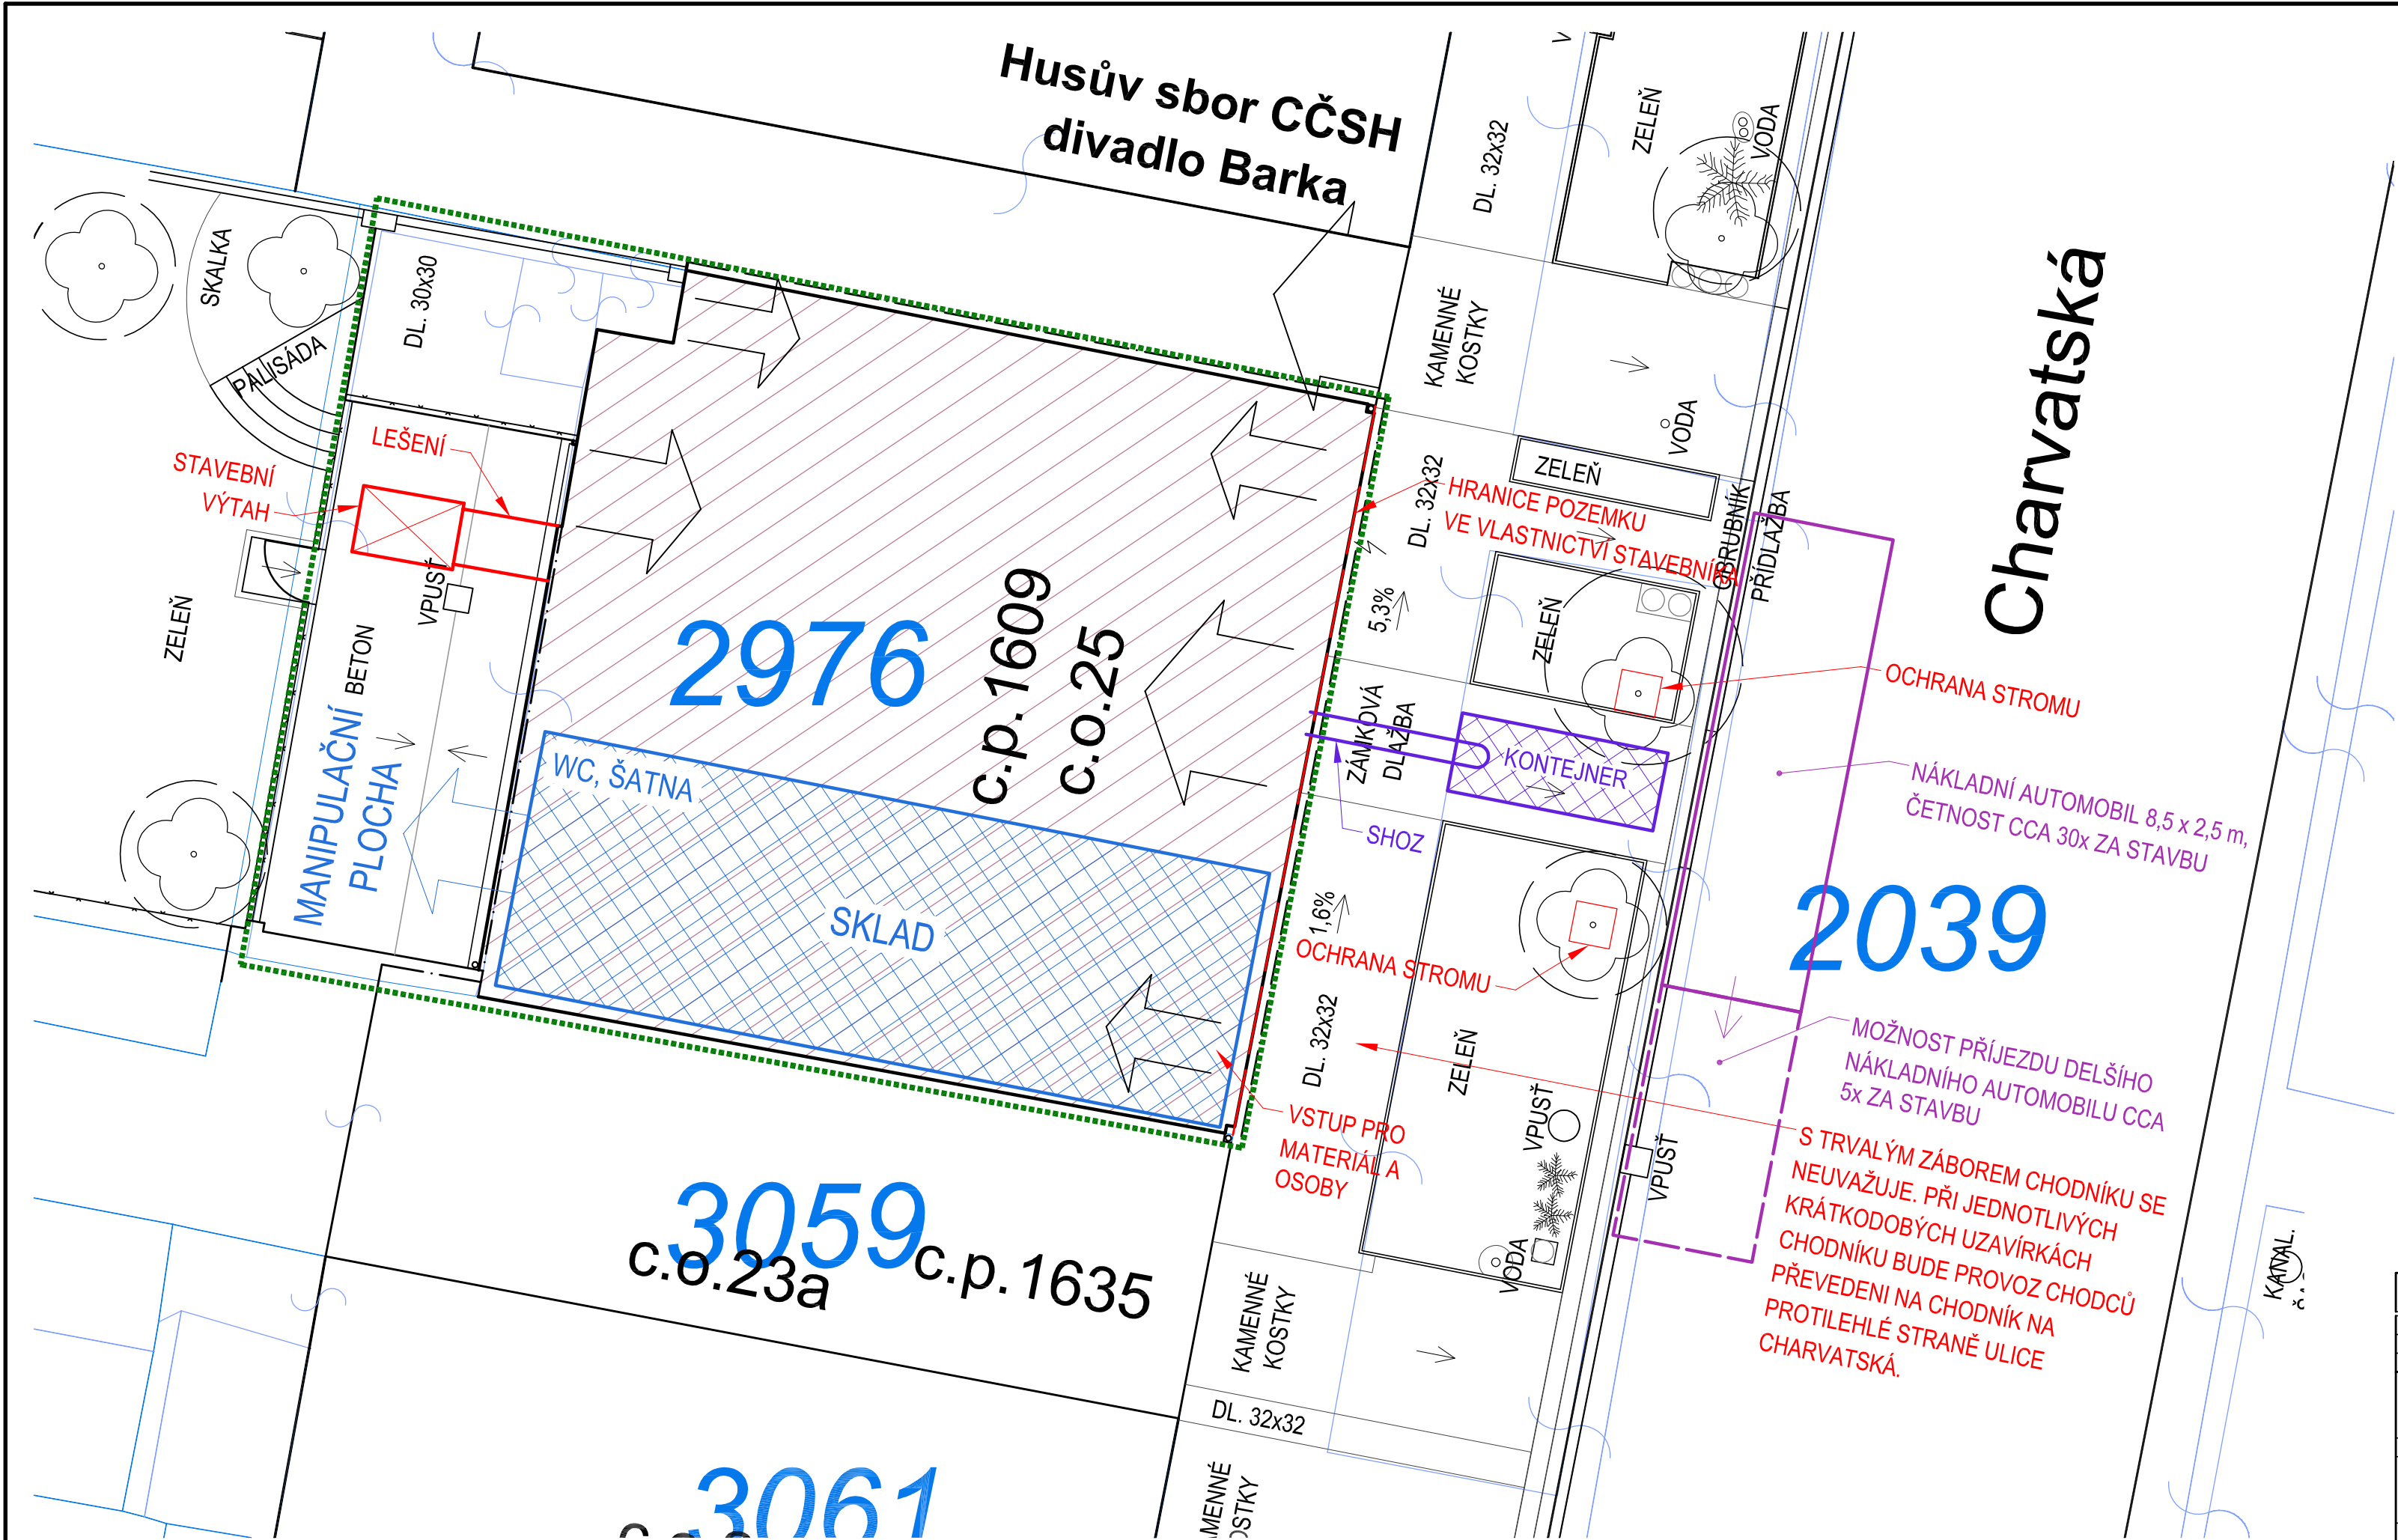 Husův sbor CČSH
divadlo Barka
ZELEŇ
VODA
DL. 32x32
SKALKA
PALISÁDA
DL. 30x30
KAMENNÉ
KOSTKY
VODA
Charvatská
LEŠENÍ
STAVEBNÍ
VÝTAH
VPUSŤ
ZELEŇ
BETON
MANIPULAČNÍ
PLOCHA
2976
c.p. 1609
c.o.25
WC, ŠATNA
SKLAD
DL. 32x32
ZELEŇ
HRANICE POZEMKU
VE VLASTNICTVÍ STAVEBNÍKA
OBRUBNÍK
PŘÍDLAŽBA
5,3%
ZELEŇ
ZÁMKOVÁ
DLAŽBA
KONTEJNER
SHOZ
OCHRANA STROMU
NÁKLADNÍ AUTOMOBIL 8,5 x 2,5 m,
ČETNOST CCA 30x ZA STAVBU
2039
1,6%
OCHRANA STROMU
DL. 32x32
ZELEŇ
VPUSŤ
VODA
VPUSŤ
MOŽNOST PŘÍJEZDU DELŠÍHO
NÁKLADNÍHO AUTOMOBILU CCA
5x ZA STAVBU
VSTUP PRO
MATERIÁL A
OSOBY
S TRVALÝM ZÁBOREM CHODNÍKU SE
NEUVAŽUJE. PŘI JEDNOTLIVÝCH
KRÁTKODOBÝCH UZAVÍRKÁCH
CHODNÍKU BUDE PROVOZ CHODCŮ
PŘEVEDENI NA CHODNÍK NA
PROTILEHLÉ STRANĚ ULICE
CHARVATSKÁ.
3059
c.o.23a
c.p.1635
KAMENNÉ
KOSTKY
DL. 32x32
KANAL.
3061